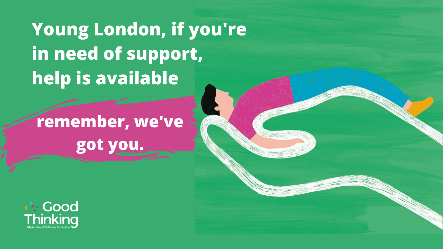 Young London, if you're
in need of support,
help is available
remember, we've
got you.
Good
Thinking